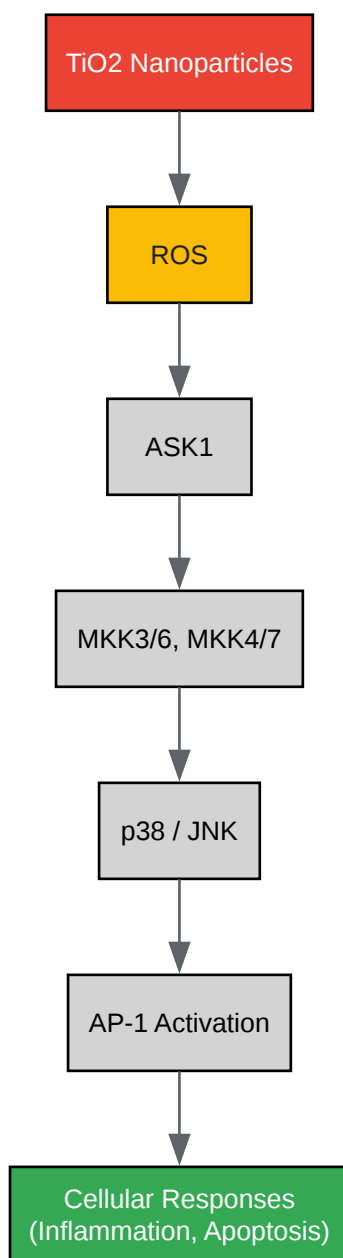 TiO2 Nanoparticles
ROS
ASK1
MKK3/6, MKK4/7
p38 / JNK
AP-1 Activation
Cellular Responses
(Inflammation, Apoptosis)